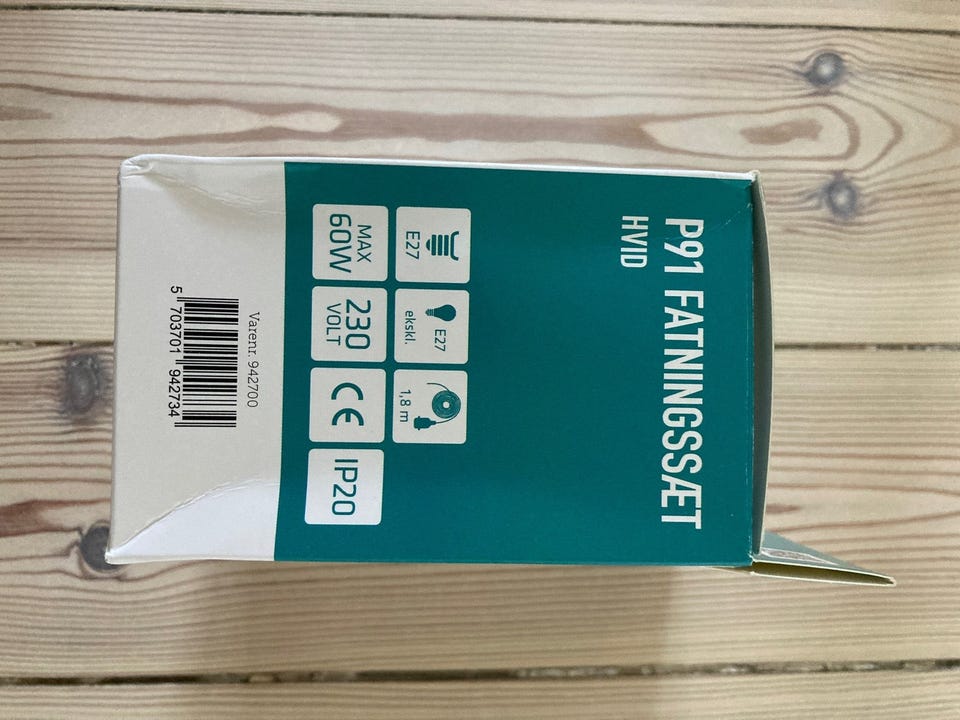 P91 FATNINGSSÆT
HVID
E27
E27
ekskl.
1,8 m
MAX
60W
230
VOLT
CE
IP20
Varenr. 942700
5 703701 942734